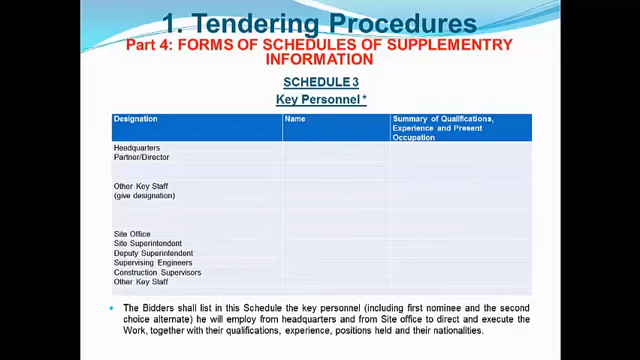 1. Tendering Procedures
Part 4: FORMS OF SCHEDULES OF SUPPLEMENTRY
INFORMATION
SCHEDULE 3
Key Personnel *
Designation Name Summary of Qualifications,
Experience and Present
Occupation
Headquarters
Partner/Director
Other Key Staff
(give designation)
Site Office
Site Superintendent
Deputy Superintendent
Supervising Engineers
Construction Supervisors
Other Key Staff
• The Bidders shall list in this Schedule the key personnel (including first nominee and the second
choice alternate) he will employ from headquarters and from Site office to direct and execute the
Work, together with their qualifications, experience, positions held and their nationalities.